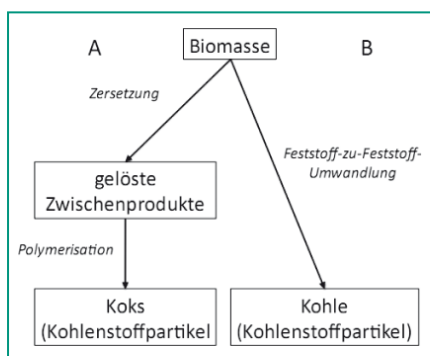 A
Biomasse
B
Zersetzung
Feststoff-zu-Feststoff-
Umwandlung
gelöste
Zwischenprodukte
Polymerisation
Koks
(Kohlenstoffpartikel
Kohle
(Kohlenstoffpartikel)